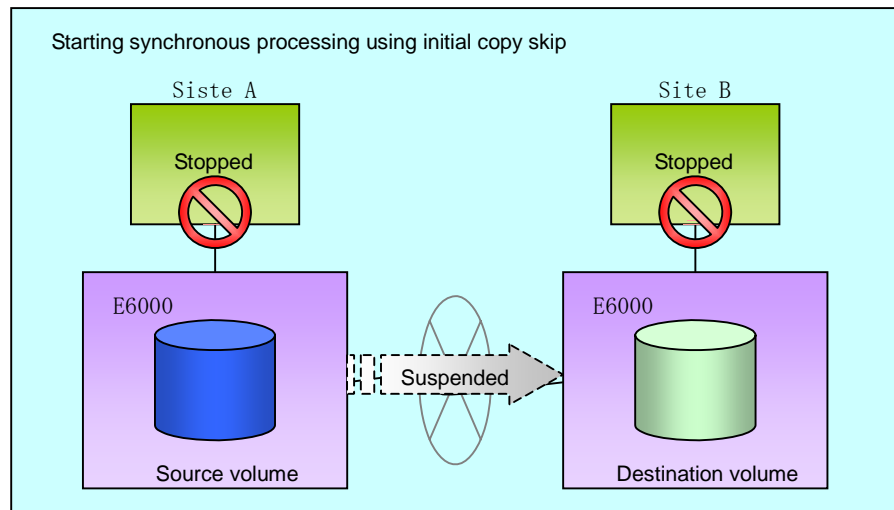 Starting synchronous processing using initial copy skip
Siste A
Site B
Stopped
Stopped
E6000
E6000
Suspended
Source volume
Destination volume